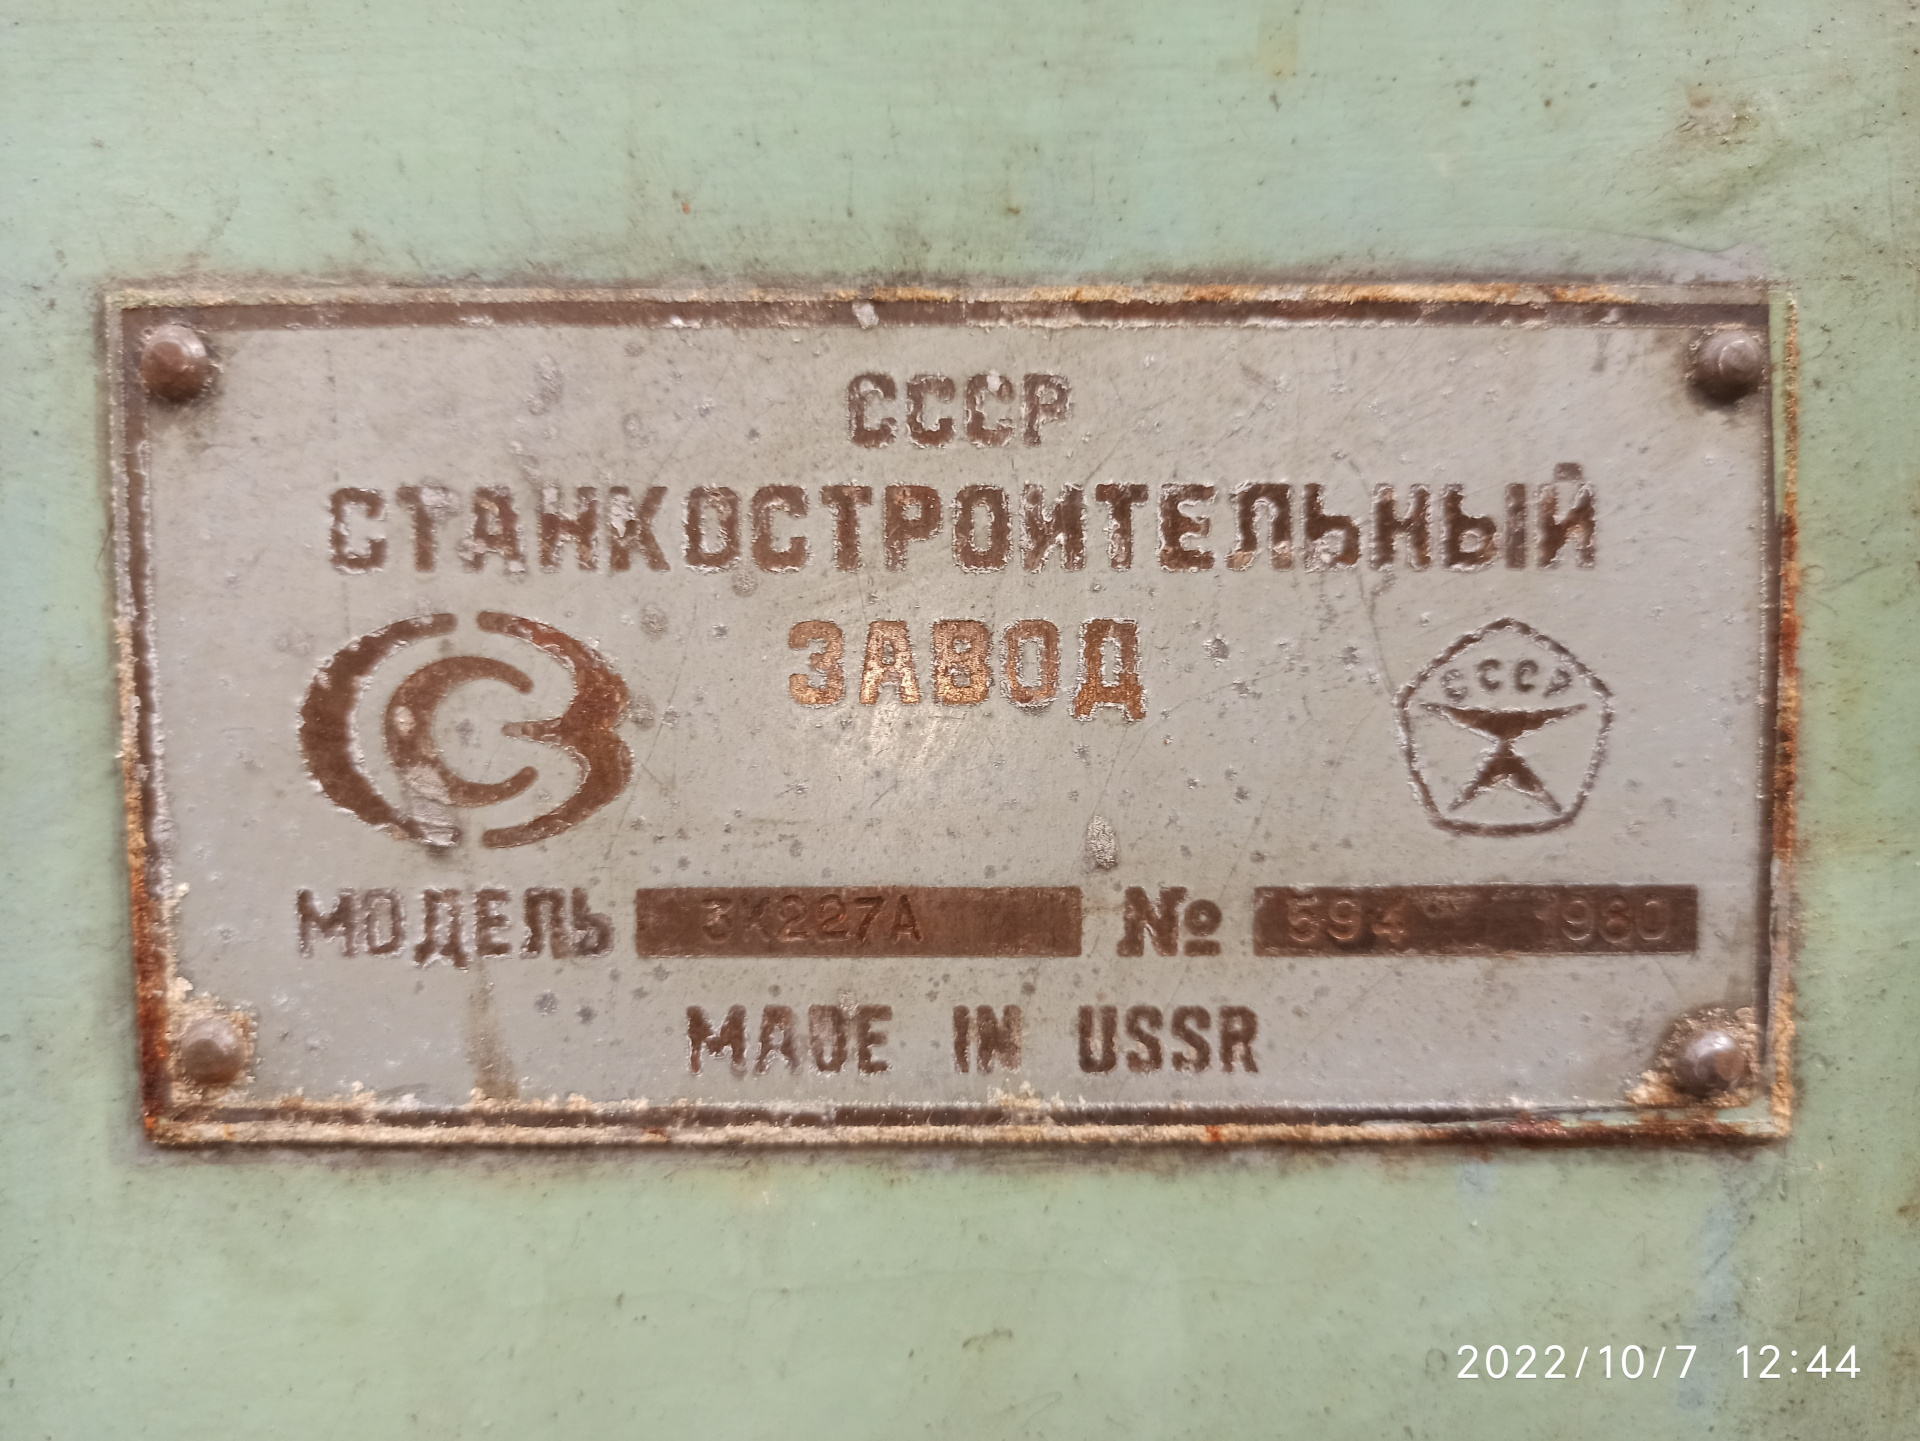 СССР
СТАНКОСТРОИТЕЛЬНЫЙ
ЗАВОД
СССР
МОДЕЛЬ 3К227А № 594 1980
MADE IN USSR
2022/10/7 12:44